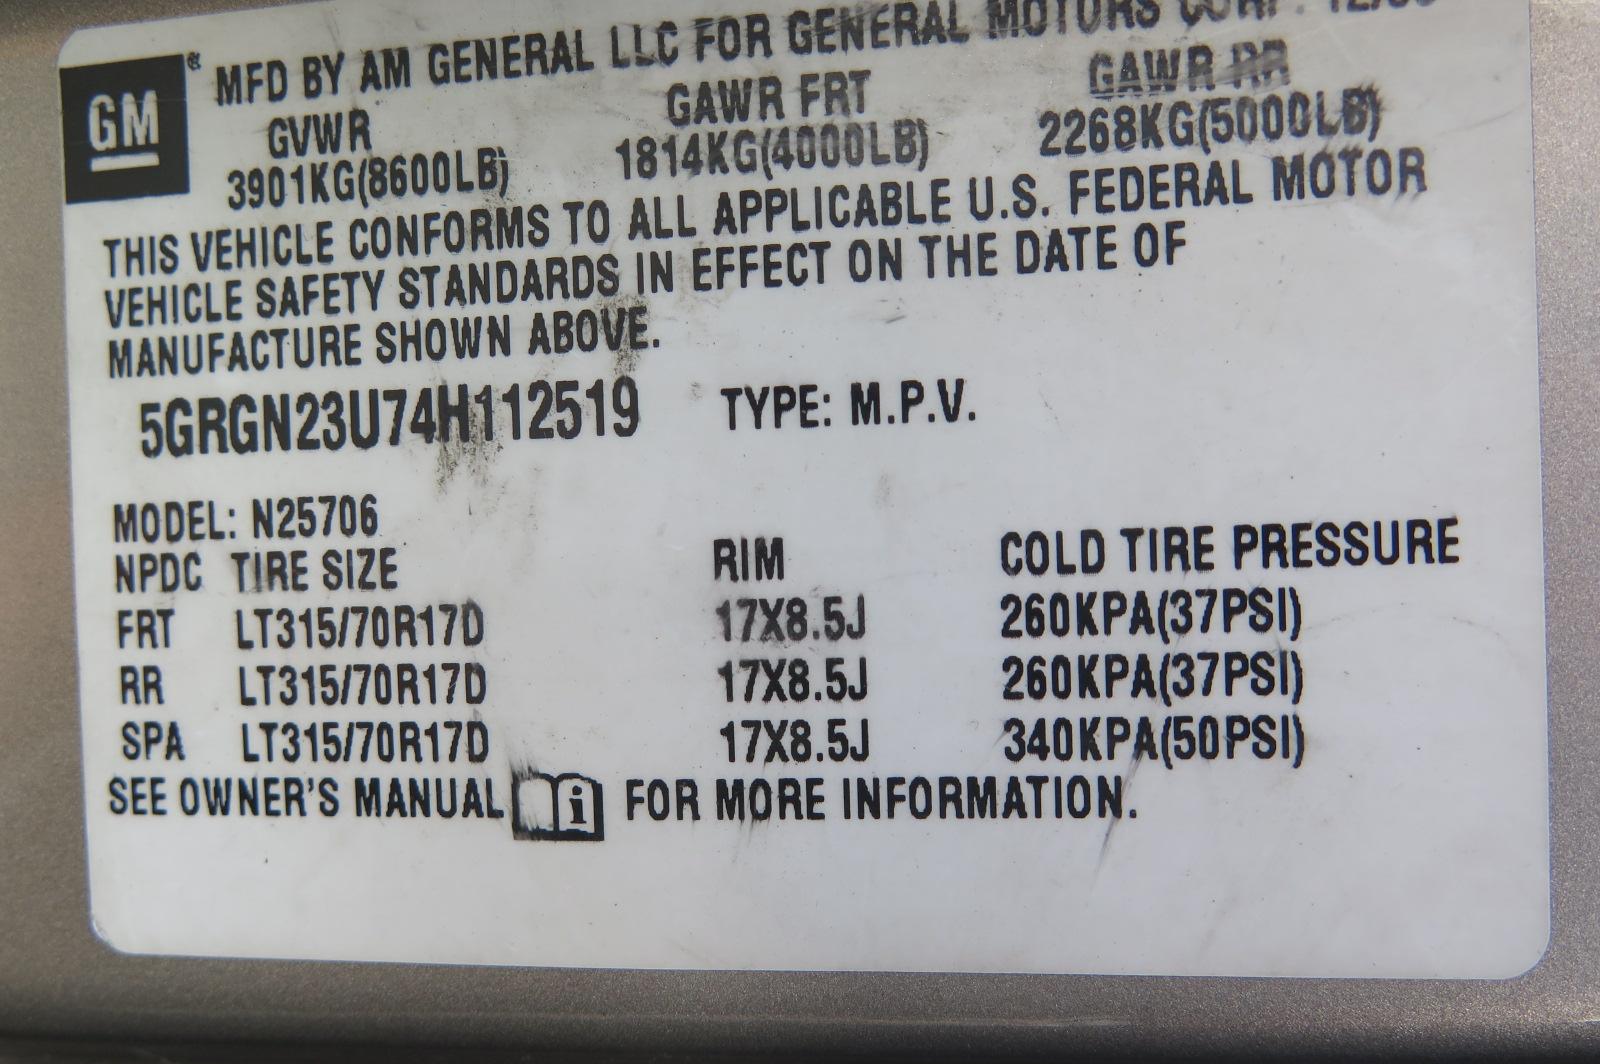 GM® MFD BY AM GENERAL LLC FOR GENERAL MOTORS CORP.
GVWR GAWR FRT GAWR RR
3901KG(8600LB) 1814KG(4000LB) 2268KG(5000LB)
THIS VEHICLE CONFORMS TO ALL APPLICABLE U.S. FEDERAL MOTOR
VEHICLE SAFETY STANDARDS IN EFFECT ON THE DATE OF
MANUFACTURE SHOWN ABOVE.
5GRGN23U74H112519 TYPE: M.P.V.
MODEL: N25706
NPDC TIRE SIZE RIM COLD TIRE PRESSURE
FRT LT315/70R17D 17X8.5J 260KPA(37PSI)
RR LT315/70R17D 17X8.5J 260KPA(37PSI)
SPA LT315/70R17D 17X8.5J 340KPA(50PSI)
SEE OWNER'S MANUAL i FOR MORE INFORMATION.